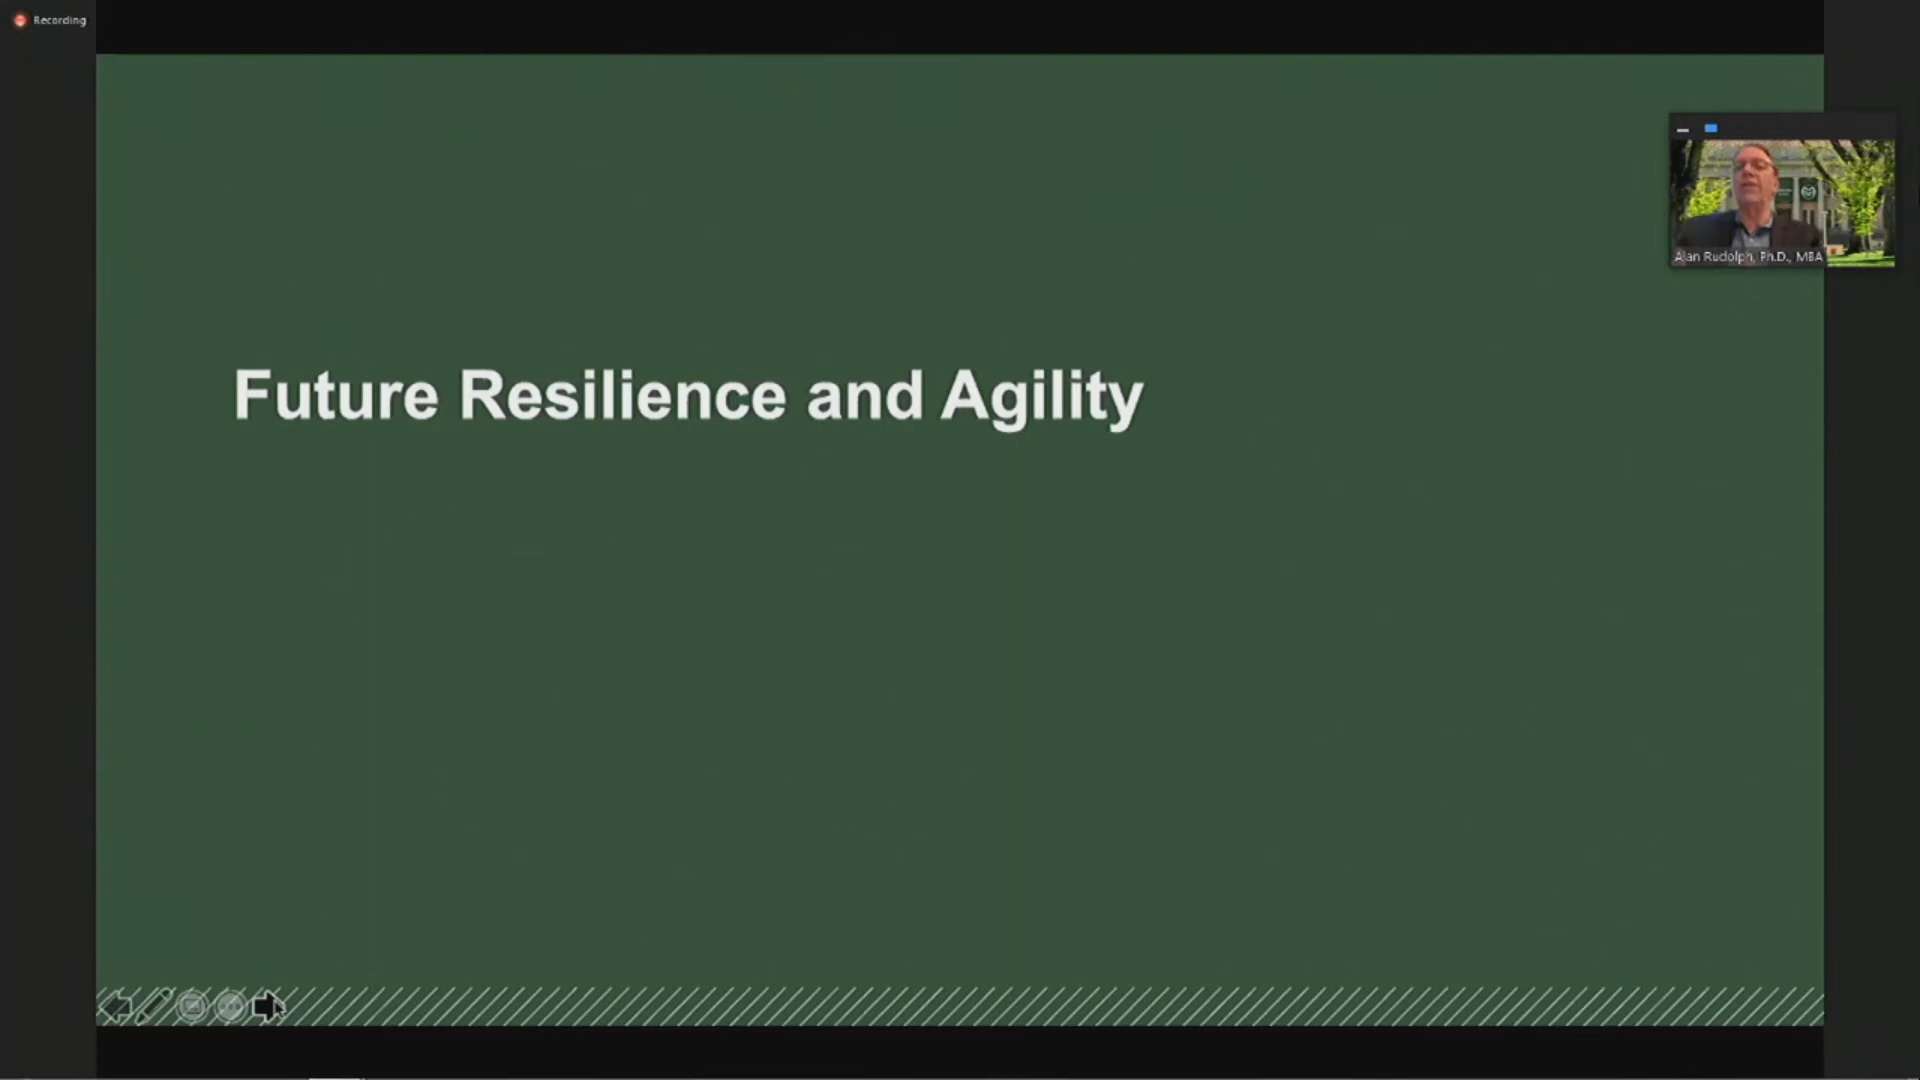 Recording
Future Resilience and Agility
Alan Rudolph, Ph.D., MBA